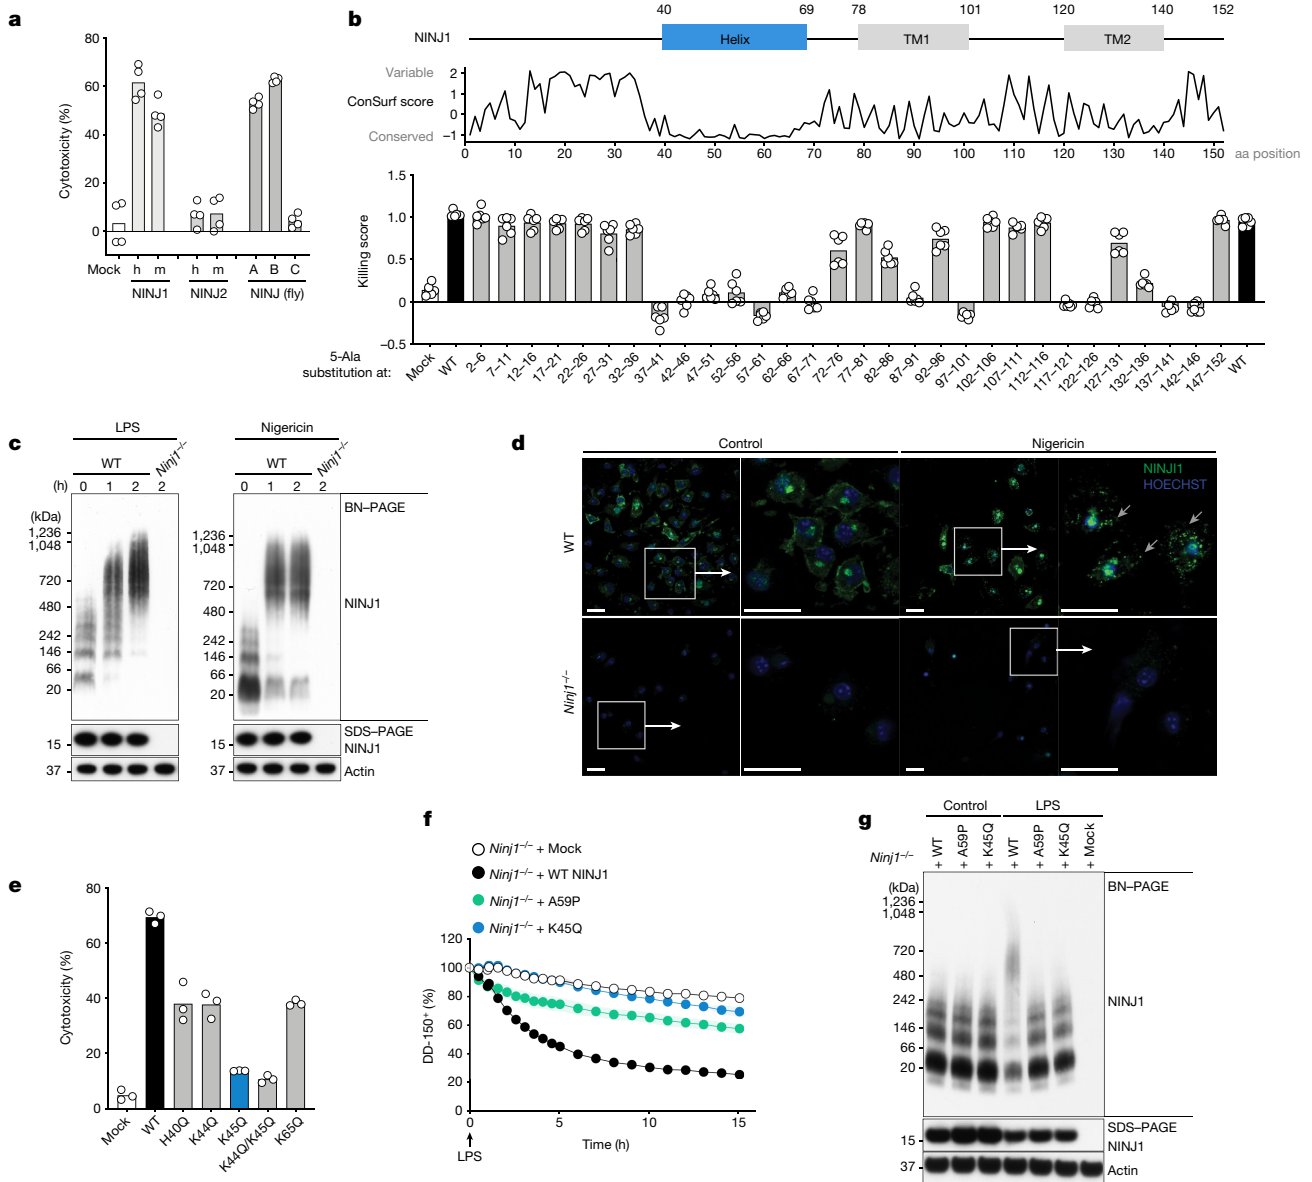 a
Cytotoxicity (%)
80
60
40
20
0
Mock h m h m A B C
NINJ1 NINJ2 NINJ (fly)
b
40 69 78 101 120 140 152
NINJ1
Helix TM1 TM2
Variable
ConSurf score
Conserved
2
1
0
−1
0 10 20 30 40 50 60 70 80 90 100 110 120 130 140 150
aa position
Killing score
1.5
1.0
0.5
0
−0.5
5-Ala
substitution at:
Mock WT 2–6 7–11 12–16 17–21 22–26 27–31 32–36 37–41 42–46 47–51 52–56 57–61 62–66 67–71 72–76 77–81 82–86 87–91 92–96 97–101 102–106 107–111 112–116 117–121 122–126 127–131 132–136 137–141 142–146 147–152 WT
c
LPS Nigericin
WT Ninj1−/− WT Ninj1−/−
(h) 0 1 2 2 0 1 2 2
(kDa)
1,236
1,048
720
480
242
146
66
20
15
37
1,236
1,048
720
480
242
146
66
20
15
37
BN–PAGE
NINJ1
SDS–PAGE
NINJ1
Actin
d
Control Nigericin
WT
Ninj1−/−
NINJI1
HOECHST
e
Cytotoxicity (%)
80
60
40
20
0
Mock WT H40Q K44Q K45Q K44Q/K45Q K65Q
f
Ninj1−/− + Mock
Ninj1−/− + WT NINJ1
Ninj1−/− + A59P
Ninj1−/− + K45Q
DD-150+ (%)
120
100
80
60
40
20
0
0 5 10 15
Time (h)
LPS
g
Control LPS
Ninj1−/−
+ WT + A59P + K45Q + WT + A59P + K45Q + Mock
(kDa)
1,236
1,048
720
480
242
146
66
20
15
37
BN–PAGE
NINJ1
SDS–PAGE
NINJ1
Actin